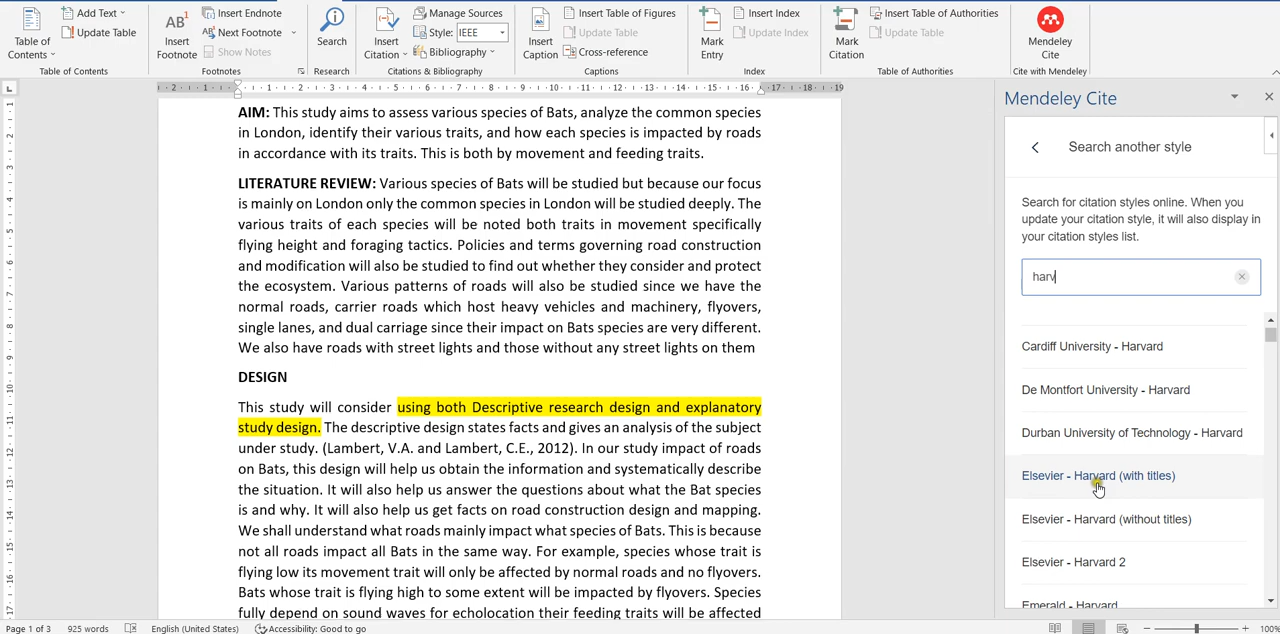 Table of Contents
Add Text
Update Table
Table of Contents
AB1
Insert Footnote
Insert Endnote
AB Next Footnote
Show Notes
Footnotes
Search
Research
Insert Citation
Manage Sources
Style: IEEE
Bibliography
Citations & Bibliography
Insert Caption
Insert Table of Figures
Update Table
Cross-reference
Captions
Mark Entry
Insert Index
Update Index
Index
Mark Citation
Insert Table of Authorities
Update Table
Table of Authorities
Mendeley Cite
Cite with Mendeley
2 1 1 2 3 4 5 6 7 8 9 10 11 12 13 14 15 16 17 18 19
AIM: This study aims to assess various species of Bats, analyze the common species
in London, identify their various traits, and how each species is impacted by roads
in accordance with its traits. This is both by movement and feeding traits.
LITERATURE REVIEW: Various species of Bats will be studied but because our focus
is mainly on London only the common species in London will be studied deeply. The
various traits of each species will be noted both traits in movement specifically
flying height and foraging tactics. Policies and terms governing road construction
and modification will also be studied to find out whether they consider and protect
the ecosystem. Various patterns of roads will also be studied since we have the
normal roads, carrier roads which host heavy vehicles and machinery, flyovers,
single lanes, and dual carriage since their impact on Bats species are very different.
We also have roads with street lights and those without any street lights on them
DESIGN
This study will consider using both Descriptive research design and explanatory
study design. The descriptive design states facts and gives an analysis of the subject
under study. (Lambert, V.A. and Lambert, C.E., 2012). In our study impact of roads
on Bats, this design will help us obtain the information and systematically describe
the situation. It will also help us answer the questions about what the Bat species
is and why. It will also help us get facts on road construction design and mapping.
We shall understand what roads mainly impact what species of Bats. This is because
not all roads impact all Bats in the same way. For example, species whose trait is
flying low its movement trait will only be affected by normal roads and no flyovers.
Bats whose trait is flying high to some extent will be impacted by flyovers. Species
fully depend on sound waves for echolocation their feeding traits will be affected
Mendeley Cite
Search another style
Search for citation styles online. When you
update your citation style, it will also display in
your citation styles list.
harv
Cardiff University - Harvard
De Montfort University - Harvard
Durban University of Technology - Harvard
Elsevier - Harvard (with titles)
Elsevier - Harvard (without titles)
Elsevier - Harvard 2
Emerald - Harvard
Page 1 of 3
925 words
English (United States)
Accessibility: Good to go
100%